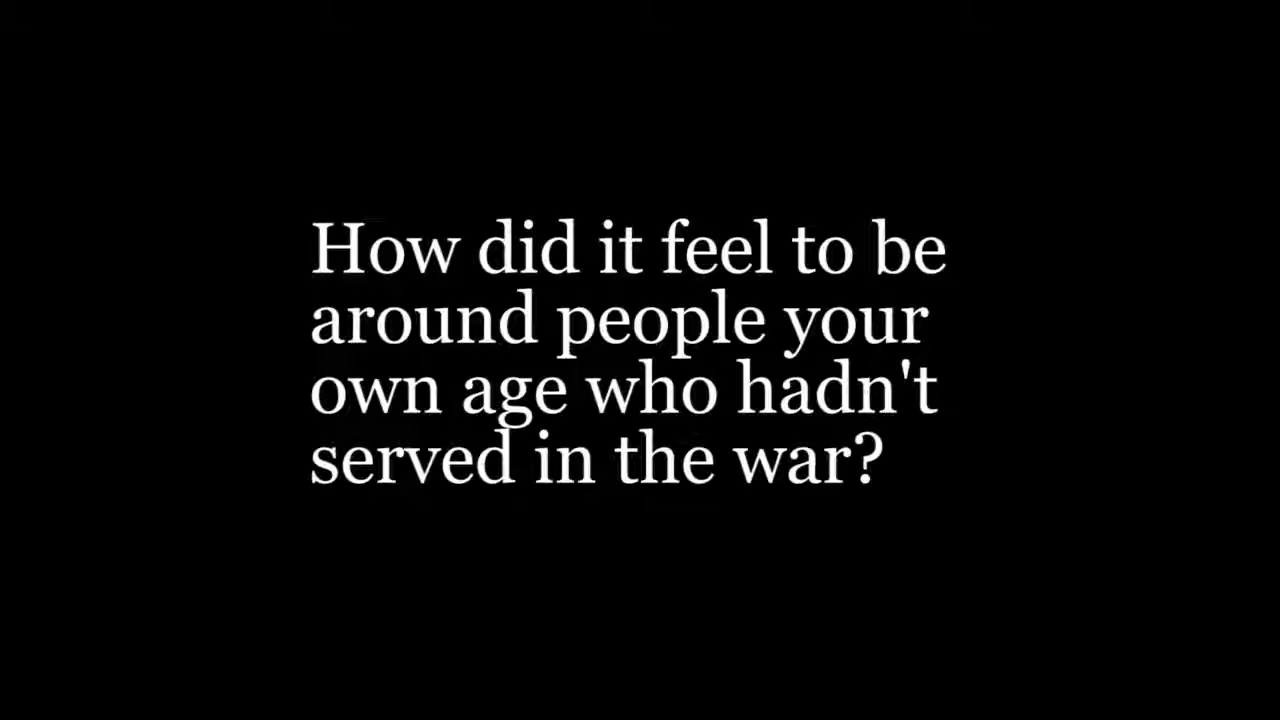 How did it feel to be
around people your
own age who hadn't
served in the war?